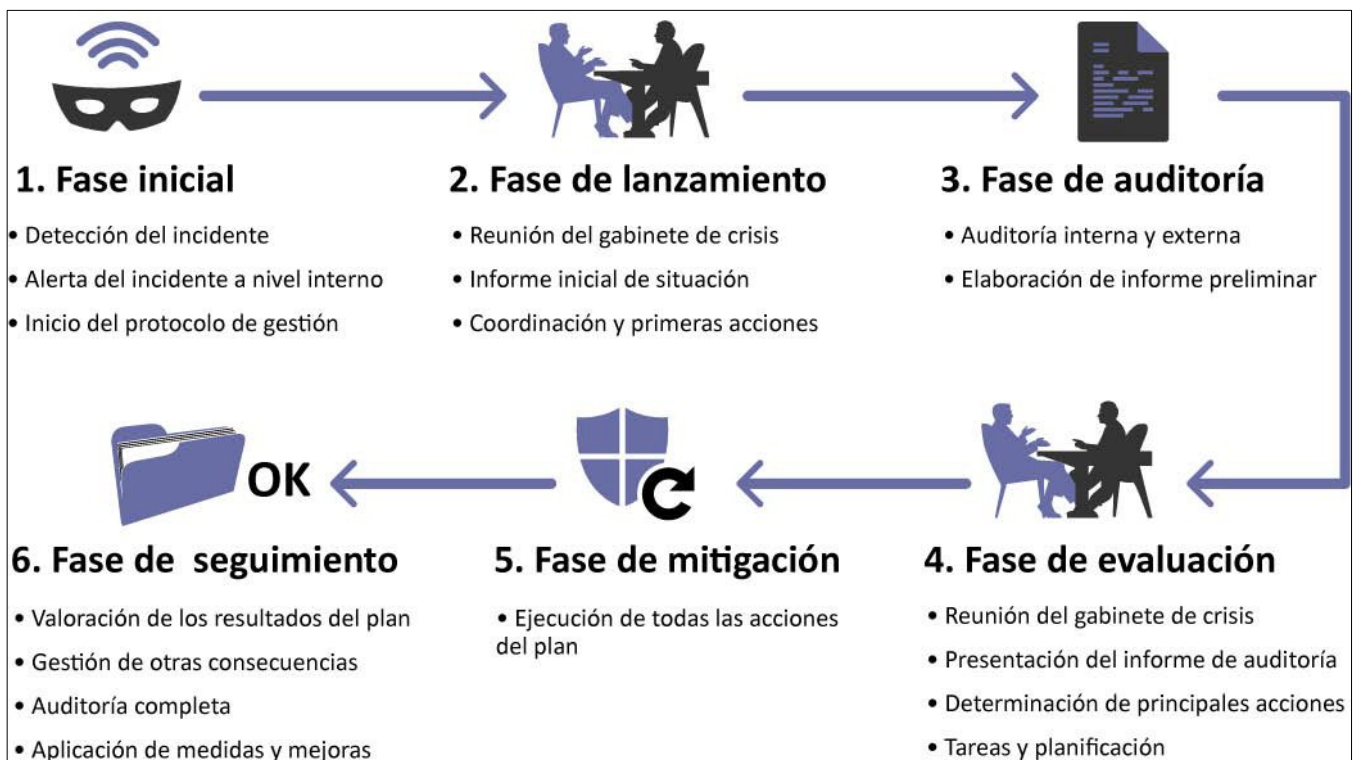 1. Fase inicial
• Detección del incidente
• Alerta del incidente a nivel interno
• Inicio del protocolo de gestión
2. Fase de lanzamiento
• Reunión del gabinete de crisis
• Informe inicial de situación
• Coordinación y primeras acciones
3. Fase de auditoría
• Auditoría interna y externa
• Elaboración de informe preliminar
4. Fase de evaluación
• Reunión del gabinete de crisis
• Presentación del informe de auditoría
• Determinación de principales acciones
• Tareas y planificación
5. Fase de mitigación
• Ejecución de todas las acciones
del plan
OK
6. Fase de  seguimiento
• Valoración de los resultados del plan
• Gestión de otras consecuencias
• Auditoría completa
• Aplicación de medidas y mejoras